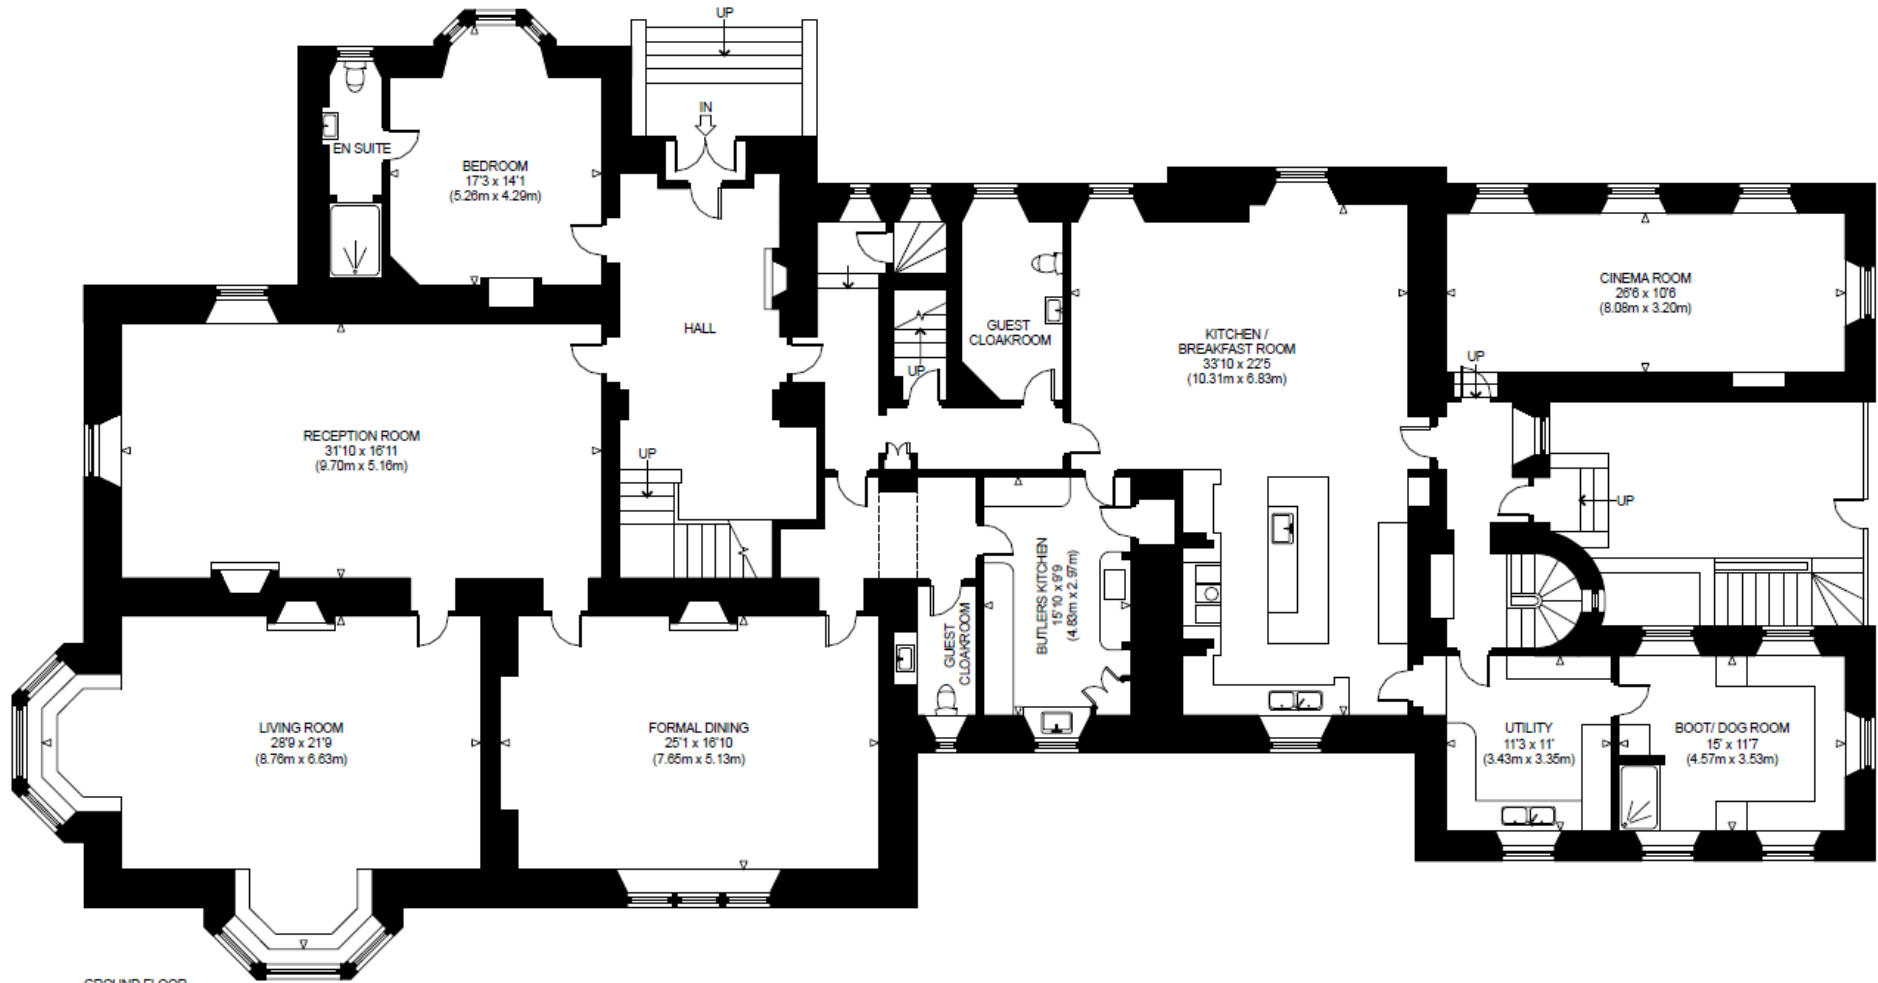 UP
IN
EN SUITE
BEDROOM
17'3 x 14'1
(5.26m x 4.29m)
HALL
GUEST
CLOAKROOM
UP
KITCHEN /
BREAKFAST ROOM
33'10 x 22'5
(10.31m x 6.83m)
CINEMA ROOM
26'6 x 10'6
(8.08m x 3.20m)
UP
RECEPTION ROOM
31'10 x 16'11
(9.70m x 5.16m)
UP
UP
BUTLERS KITCHEN
15'10 x 9'9
(4.83m x 2.97m)
GUEST
CLOAKROOM
LIVING ROOM
28'9 x 21'9
(8.76m x 6.63m)
FORMAL DINING
25'1 x 16'10
(7.65m x 5.13m)
UTILITY
11'3 x 11'
(3.43m x 3.35m)
BOOT/ DOG ROOM
15' x 11'7
(4.57m x 3.53m)
GROUND FLOOR